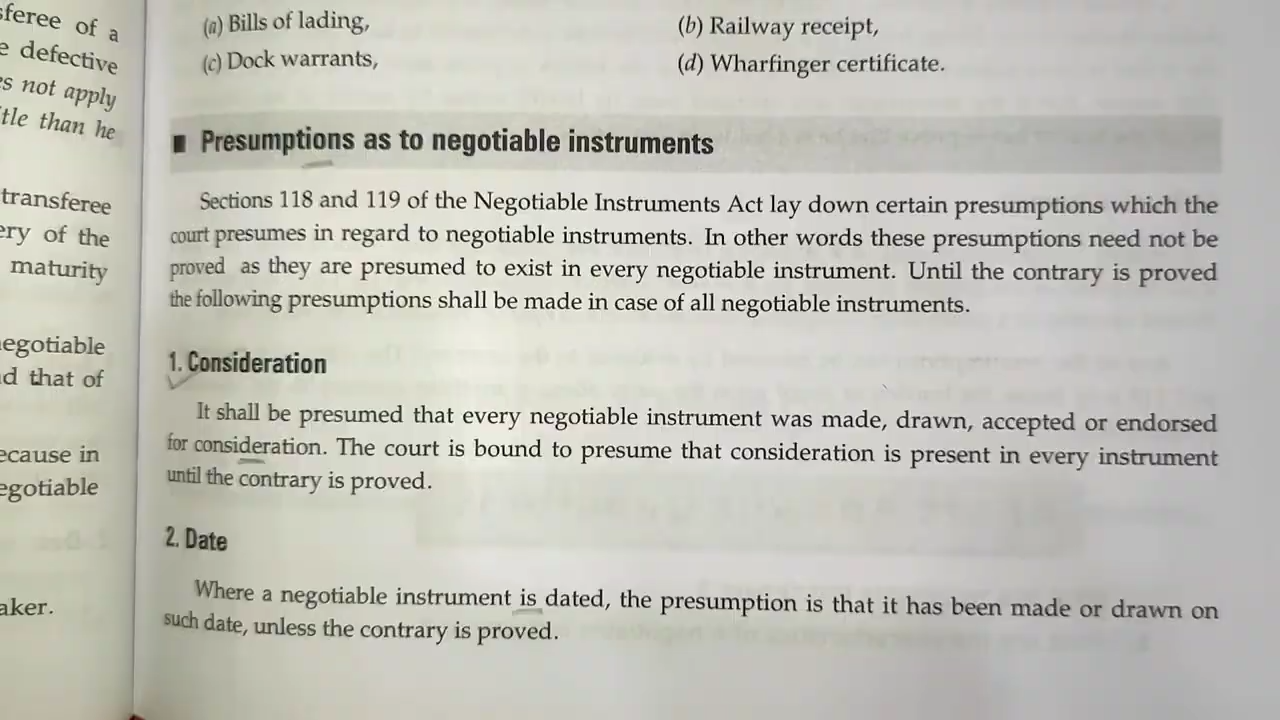 sferee of a
e defective
s not apply
tle than he
transferee
ery of the
maturity
egotiable
d that of
ecause in
egotiable
aker.
(a) Bills of lading, (b) Railway receipt,
(c) Dock warrants, (d) Wharfinger certificate.
■ Presumptions as to negotiable instruments
Sections 118 and 119 of the Negotiable Instruments Act lay down certain presumptions which the
court presumes in regard to negotiable instruments. In other words these presumptions need not be
proved as they are presumed to exist in every negotiable instrument. Until the contrary is proved
the following presumptions shall be made in case of all negotiable instruments.
1. Consideration
It shall be presumed that every negotiable instrument was made, drawn, accepted or endorsed
for consideration. The court is bound to presume that consideration is present in every instrument
until the contrary is proved.
2. Date
Where a negotiable instrument is dated, the presumption is that it has been made or drawn on
such date, unless the contrary is proved.